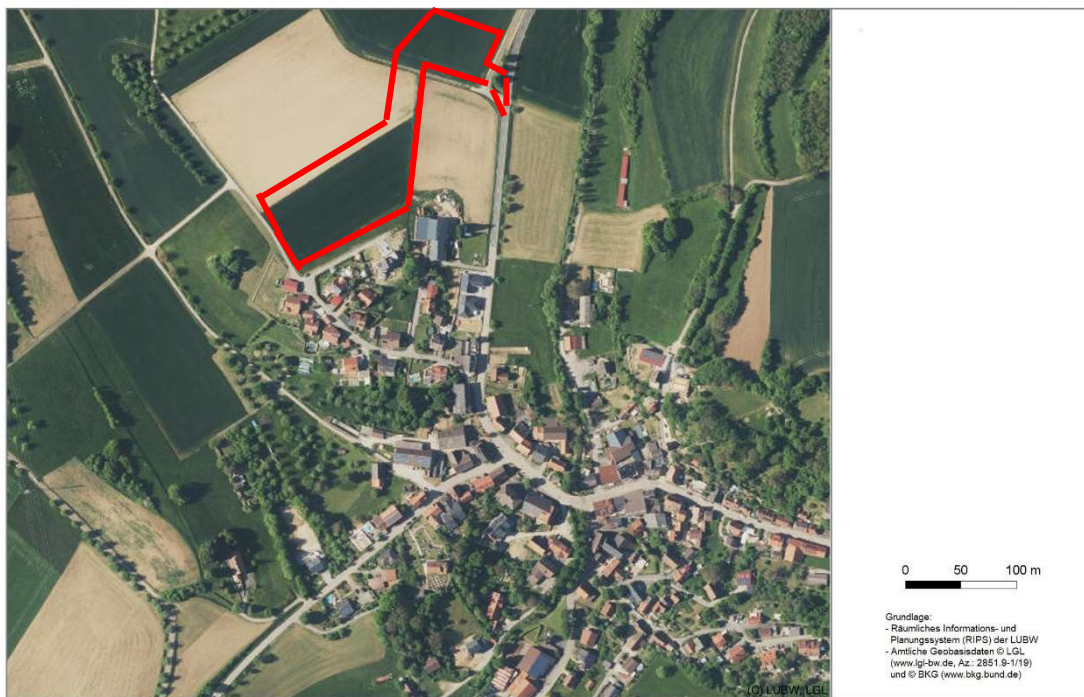 0 50 100 m
Grundlage:
- Räumliches Informations- und
Planungssystem (RIPS) der LUBW
- Amtliche Geobasisdaten © LGL
(www.lgl-bw.de, Az.: 2851.9-1/19)
und © BKG (www.bkg.bund.de)
(C) LUBW, LGL